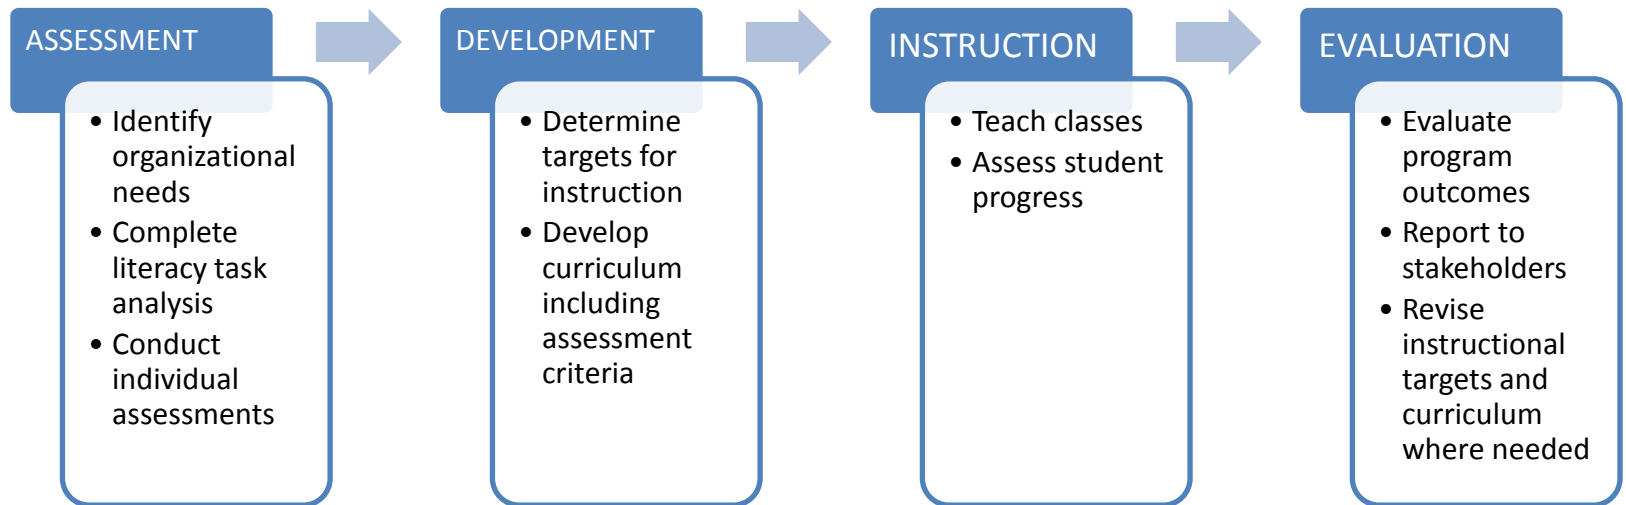 ASSESSMENT
• Identify
organizational
needs
• Complete
literacy task
analysis
• Conduct
individual
assessments
DEVELOPMENT
• Determine
targets for
instruction
• Develop
curriculum
including
assessment
criteria
INSTRUCTION
• Teach classes
• Assess student
progress
EVALUATION
• Evaluate
program
outcomes
• Report to
stakeholders
• Revise
instructional
targets and
curriculum
where needed